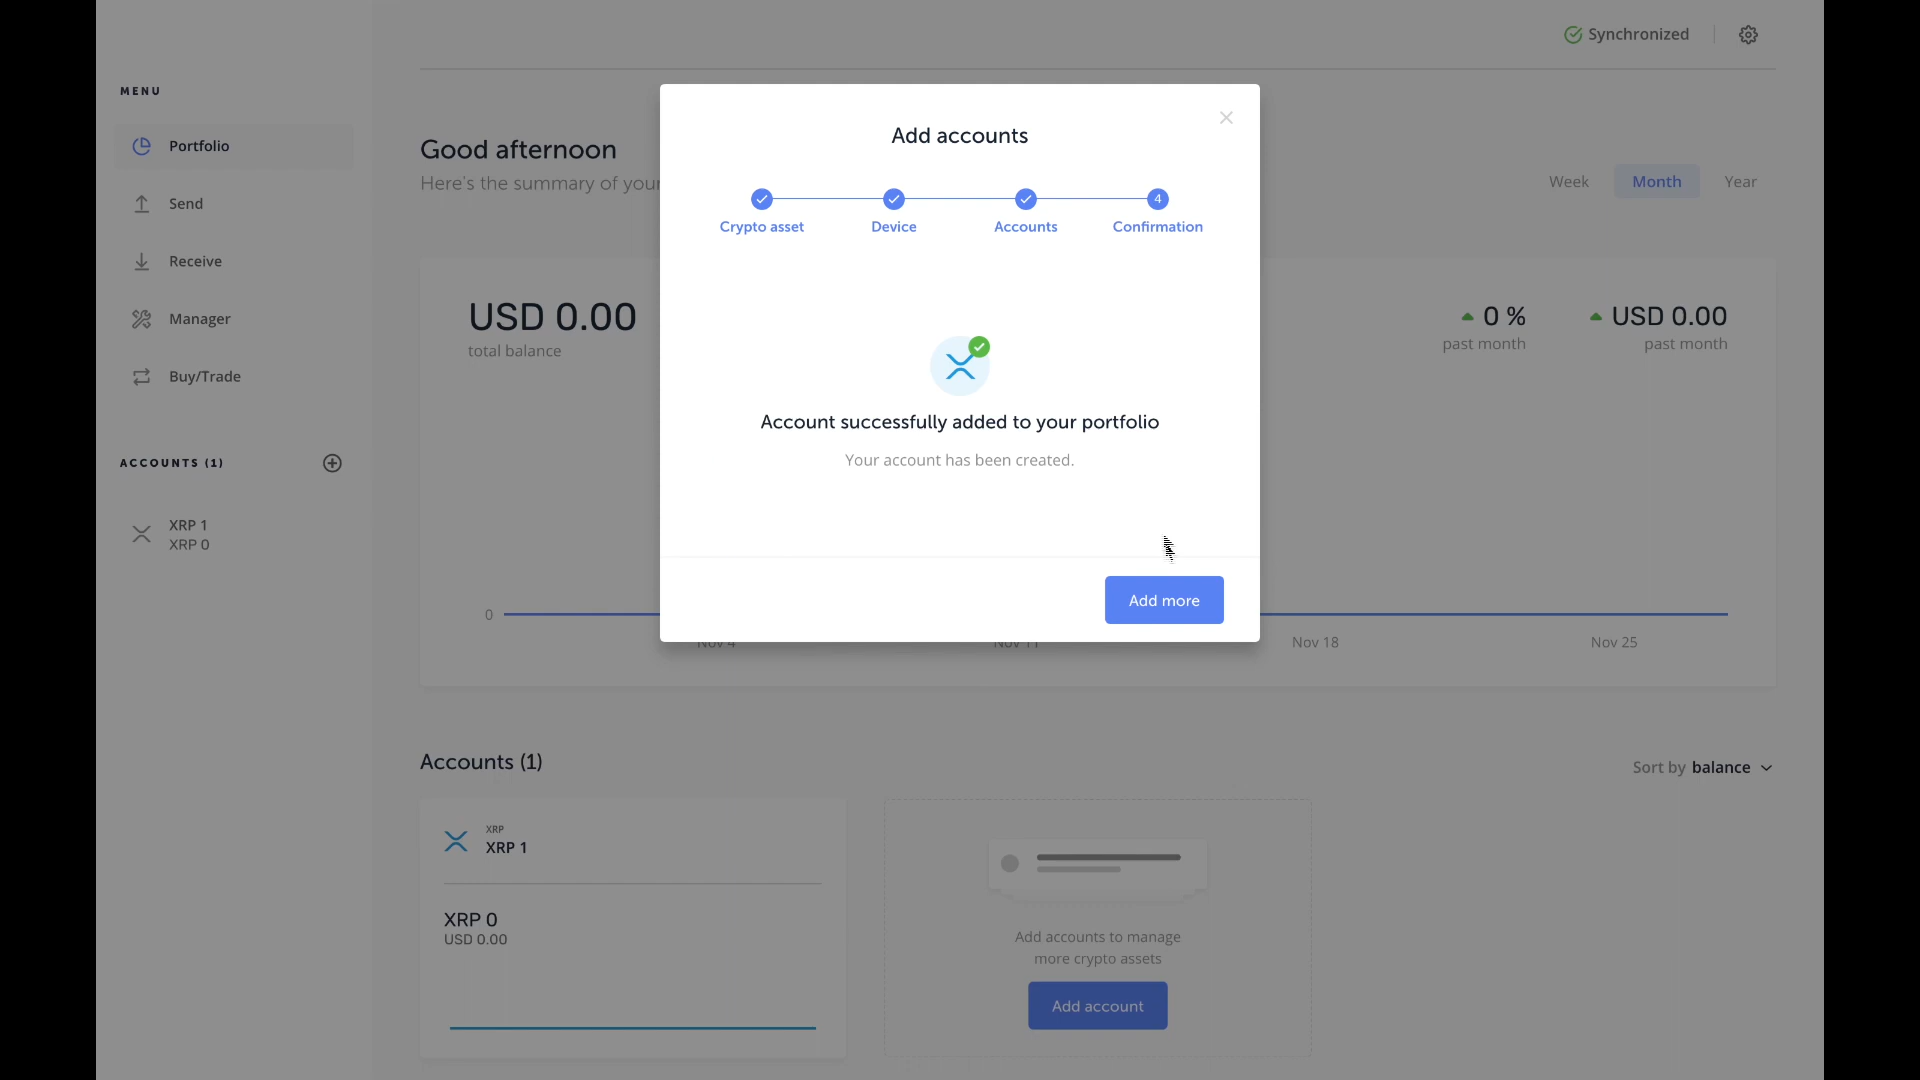 Synchronized
MENU
Portfolio
Send
Receive
Manager
Buy/Trade
ACCOUNTS (1)
XRP 1
XRP 0
Good afternoon
Here's the summary of your
Week
Month
Year
USD 0.00
total balance
0 %
past month
USD 0.00
past month
Add accounts
Crypto asset
Device
Accounts
4
Confirmation
Account successfully added to your portfolio
Your account has been created.
Add more
0
Nov 4
Nov 11
Nov 18
Nov 25
Accounts (1)
Sort by balance
XRP
XRP 1
XRP 0
USD 0.00
Add accounts to manage
more crypto assets
Add account